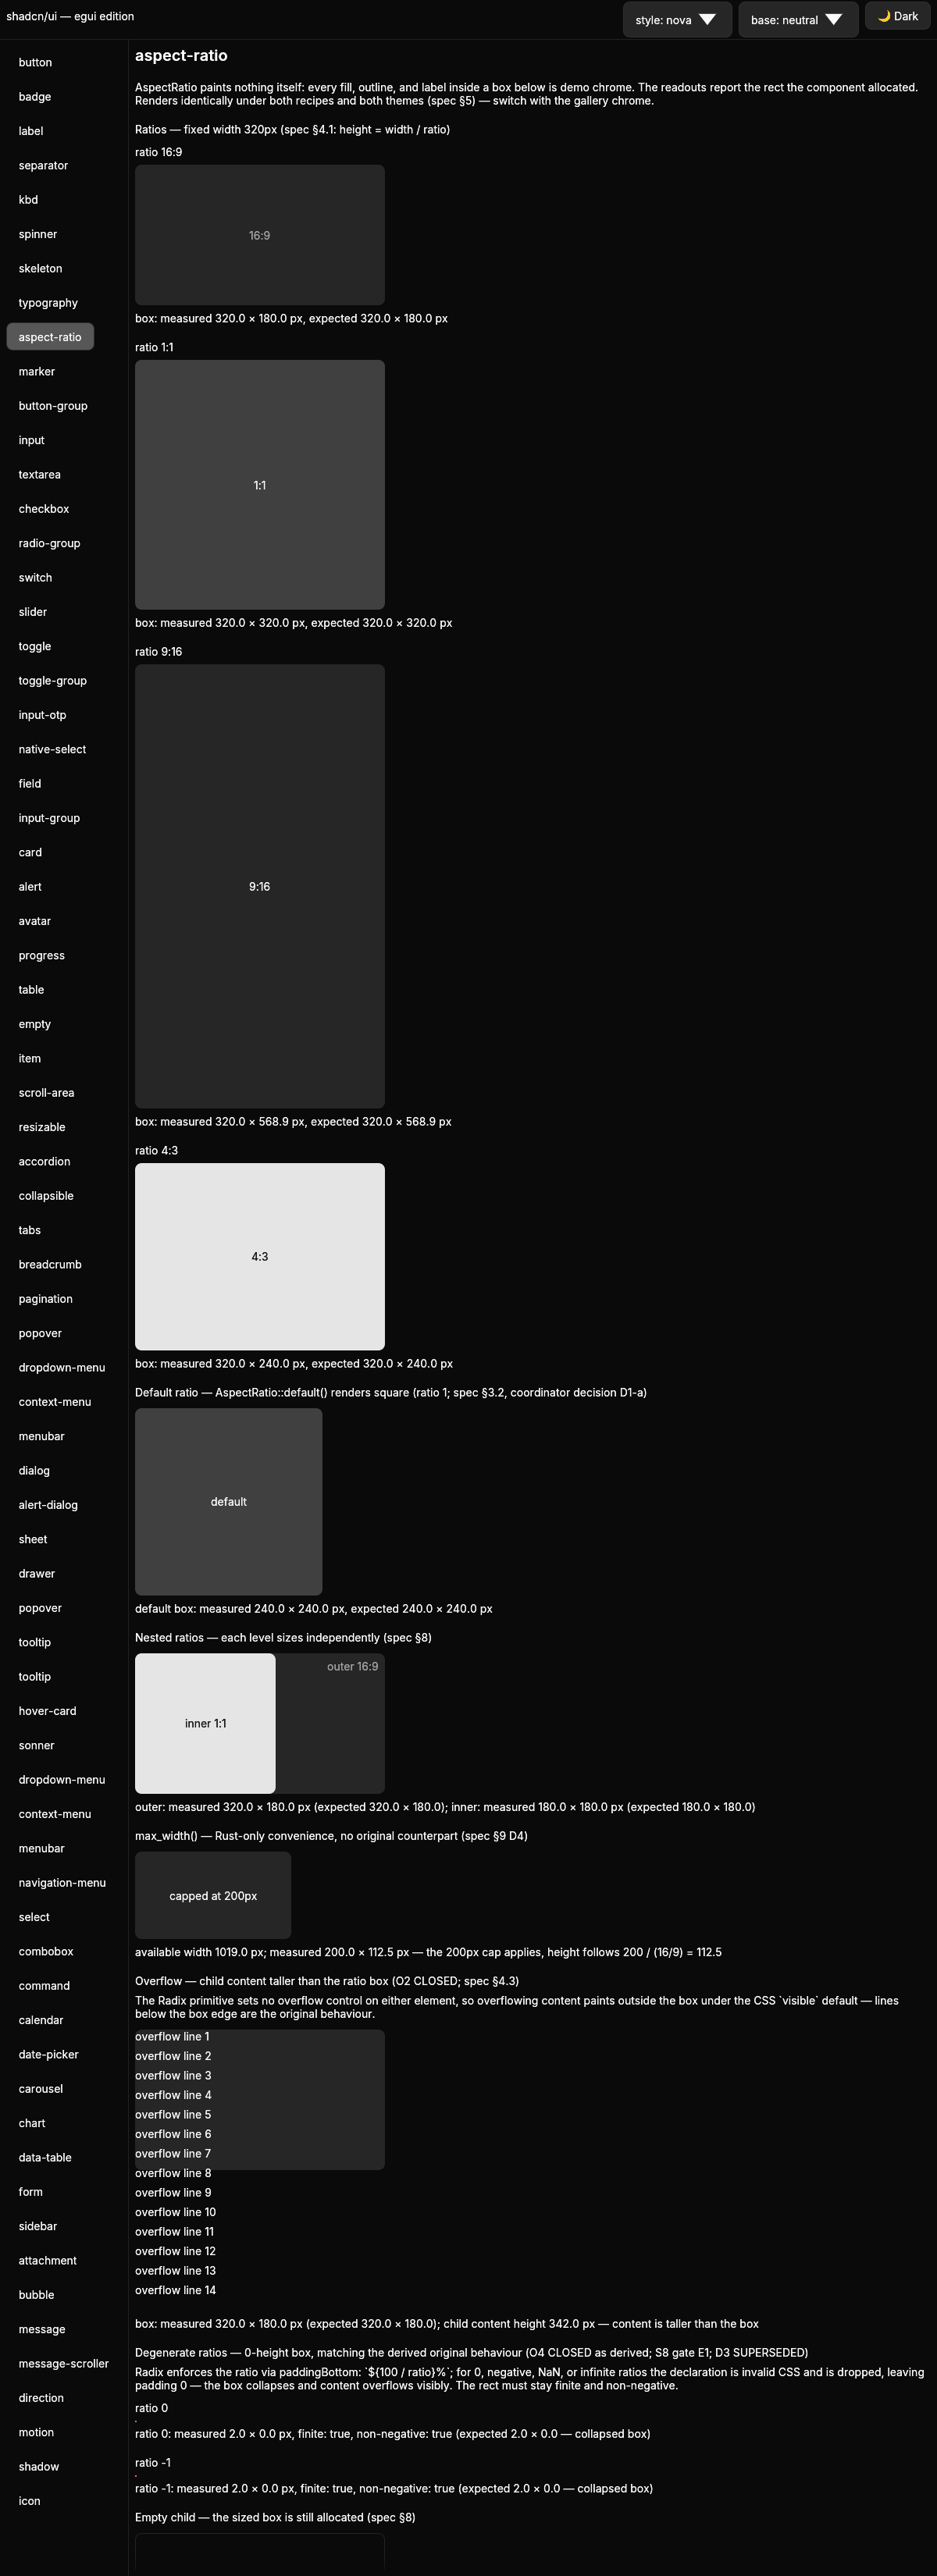 shadcn/ui — egui edition
style: nova
base: neutral
🌙 Dark
button
badge
label
separator
kbd
spinner
skeleton
typography
aspect-ratio
marker
button-group
input
textarea
checkbox
radio-group
switch
slider
toggle
toggle-group
input-otp
native-select
field
input-group
card
alert
avatar
progress
table
empty
item
scroll-area
resizable
accordion
collapsible
tabs
breadcrumb
pagination
popover
dropdown-menu
context-menu
menubar
dialog
alert-dialog
sheet
drawer
popover
tooltip
tooltip
hover-card
sonner
dropdown-menu
context-menu
menubar
navigation-menu
select
combobox
command
calendar
date-picker
carousel
chart
data-table
form
sidebar
attachment
bubble
message
message-scroller
direction
motion
shadow
icon
aspect-ratio
AspectRatio paints nothing itself: every fill, outline, and label inside a box below is demo chrome. The readouts report the rect the component allocated.
Renders identically under both recipes and both themes (spec §5) — switch with the gallery chrome.
Ratios — fixed width 320px (spec §4.1: height = width / ratio)
ratio 16:9
16:9
box: measured 320.0 × 180.0 px, expected 320.0 × 180.0 px
ratio 1:1
1:1
box: measured 320.0 × 320.0 px, expected 320.0 × 320.0 px
ratio 9:16
9:16
box: measured 320.0 × 568.9 px, expected 320.0 × 568.9 px
ratio 4:3
4:3
box: measured 320.0 × 240.0 px, expected 320.0 × 240.0 px
Default ratio — AspectRatio::default() renders square (ratio 1; spec §3.2, coordinator decision D1-a)
default
default box: measured 240.0 × 240.0 px, expected 240.0 × 240.0 px
Nested ratios — each level sizes independently (spec §8)
outer 16:9
inner 1:1
outer: measured 320.0 × 180.0 px (expected 320.0 × 180.0); inner: measured 180.0 × 180.0 px (expected 180.0 × 180.0)
max_width() — Rust-only convenience, no original counterpart (spec §9 D4)
capped at 200px
available width 1019.0 px; measured 200.0 × 112.5 px — the 200px cap applies, height follows 200 / (16/9) = 112.5
Overflow — child content taller than the ratio box (O2 CLOSED; spec §4.3)
The Radix primitive sets no overflow control on either element, so overflowing content paints outside the box under the CSS `visible` default — lines
below the box edge are the original behaviour.
overflow line 1
overflow line 2
overflow line 3
overflow line 4
overflow line 5
overflow line 6
overflow line 7
overflow line 8
overflow line 9
overflow line 10
overflow line 11
overflow line 12
overflow line 13
overflow line 14
box: measured 320.0 × 180.0 px (expected 320.0 × 180.0); child content height 342.0 px — content is taller than the box
Degenerate ratios — 0-height box, matching the derived original behaviour (O4 CLOSED as derived; S8 gate E1; D3 SUPERSEDED)
Radix enforces the ratio via paddingBottom: `${100 / ratio}%`; for 0, negative, NaN, or infinite ratios the declaration is invalid CSS and is dropped, leaving
padding 0 — the box collapses and content overflows visibly. The rect must stay finite and non-negative.
ratio 0
ratio 0: measured 2.0 × 0.0 px, finite: true, non-negative: true (expected 2.0 × 0.0 — collapsed box)
ratio -1
ratio -1: measured 2.0 × 0.0 px, finite: true, non-negative: true (expected 2.0 × 0.0 — collapsed box)
Empty child — the sized box is still allocated (spec §8)